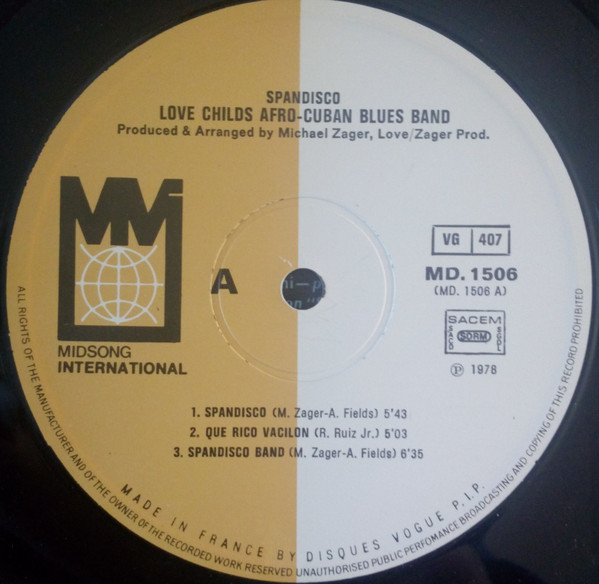 SPANDISCO
LOVE CHILDS AFRO-CUBAN BLUES BAND
Produced & Arranged by Michael Zager, Love/Zager Prod.
MMI
MIDSONG
INTERNATIONAL
A
VG 407
MD. 1506
(MD. 1506 A)
SACEM
SACD SDRM SGDL
Ⓟ 1978
1. SPANDISCO (M. Zager-A. Fields) 5'43
2. QUE RICO VACILON (R. Ruiz Jr.) 5'03
3. SPANDISCO BAND (M. Zager-A. Fields) 6'35
MADE IN FRANCE BY DISQUES VOGUE P.I.P.
ALL RIGHTS OF THE MANUFACTURER AND OF THE OWNER OF THE RECORDED WORK RESERVED UNAUTHORISED PUBLIC PERFOMANCE BROADCASTING AND COPYING OF THIS RECORD PROHIBITED